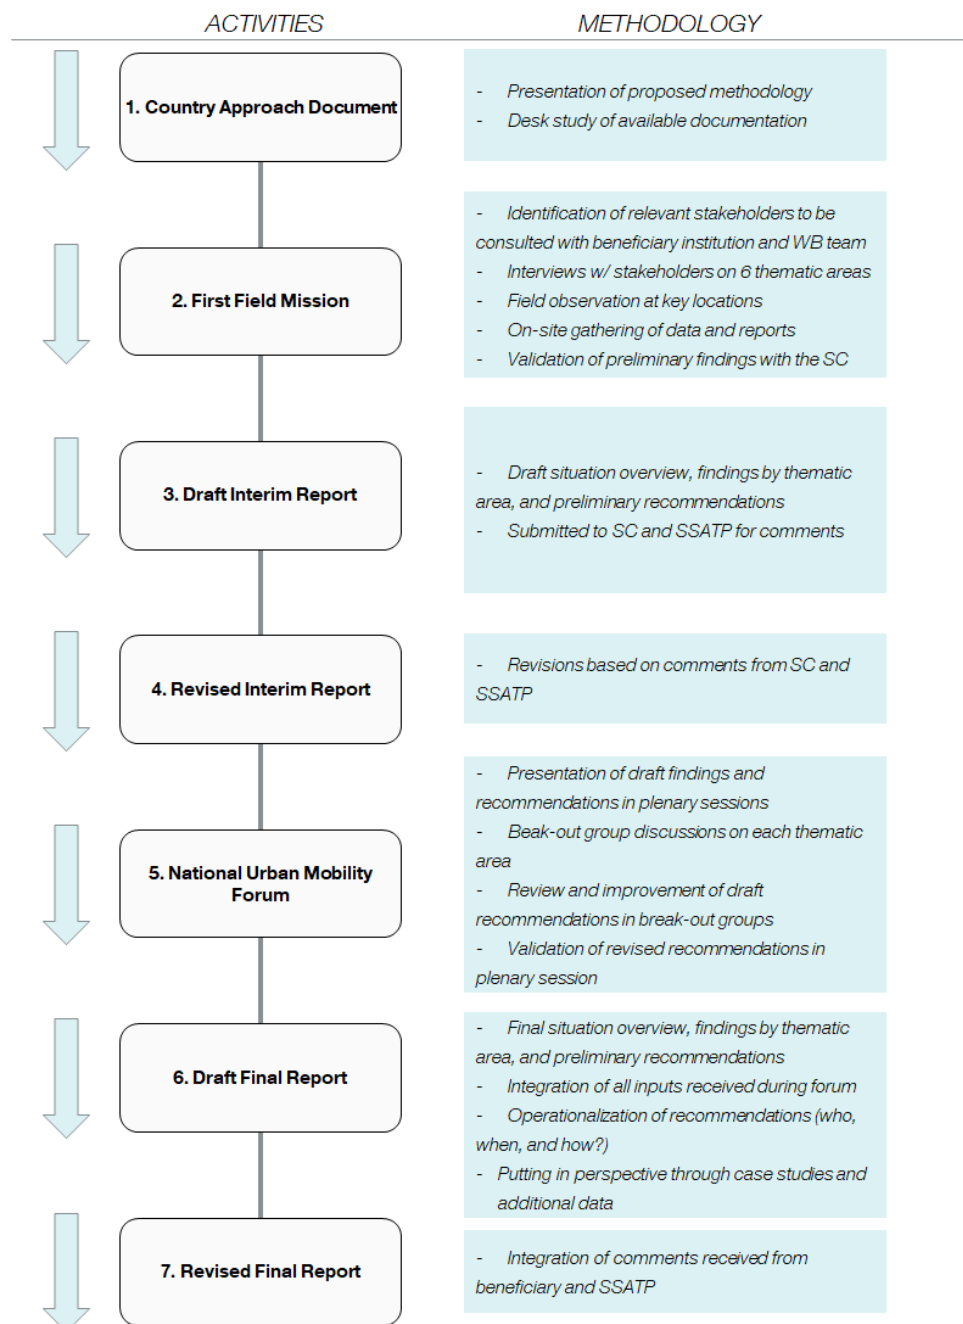 ACTIVITIES
METHODOLOGY
1. Country Approach Document
- Presentation of proposed methodology
- Desk study of available documentation
2. First Field Mission
- Identification of relevant stakeholders to be
consulted with beneficiary institution and WB team
- Interviews w/ stakeholders on 6 thematic areas
- Field observation at key locations
- On-site gathering of data and reports
- Validation of preliminary findings with the SC
3. Draft Interim Report
- Draft situation overview, findings by thematic
area, and preliminary recommendations
- Submitted to SC and SSATP for comments
4. Revised Interim Report
- Revisions based on comments from SC and
SSATP
5. National Urban Mobility
Forum
- Presentation of draft findings and
recommendations in plenary sessions
- Beak-out group discussions on each thematic
area
- Review and improvement of draft
recommendations in break-out groups
- Validation of revised recommendations in
plenary session
6. Draft Final Report
- Final situation overview, findings by thematic
area, and preliminary recommendations
- Integration of all inputs received during forum
- Operationalization of recommendations (who,
when, and how?)
- Putting in perspective through case studies and
additional data
7. Revised Final Report
- Integration of comments received from
beneficiary and SSATP